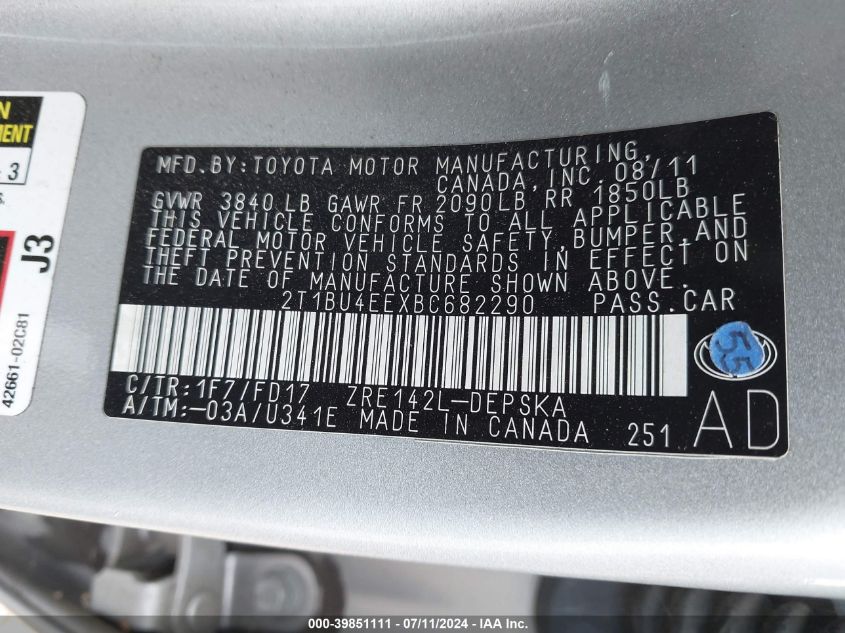 N
EMENT
3
S.
J3
42661-02C81
MFD.BY:TOYOTA MOTOR MANUFACTURING,
CANADA, INC. 08/11
GVWR 3840 LB GAWR FR 2090LB RR 1850LB
THIS VEHICLE CONFORMS TO ALL APPLICABLE
FEDERAL MOTOR VEHICLE SAFETY, BUMPER, AND
THEFT PREVENTION STANDARDS IN EFFECT ON
THE DATE OF MANUFACTURE SHOWN ABOVE.
2T1BU4EEXBC682290 PASS.CAR
55
C/TR:1F7/FD17 ZRE142L-DEPSKA
A/TM:-03A/U341E MADE IN CANADA 251 AD
000-39851111 - 07/11/2024 - IAA Inc.